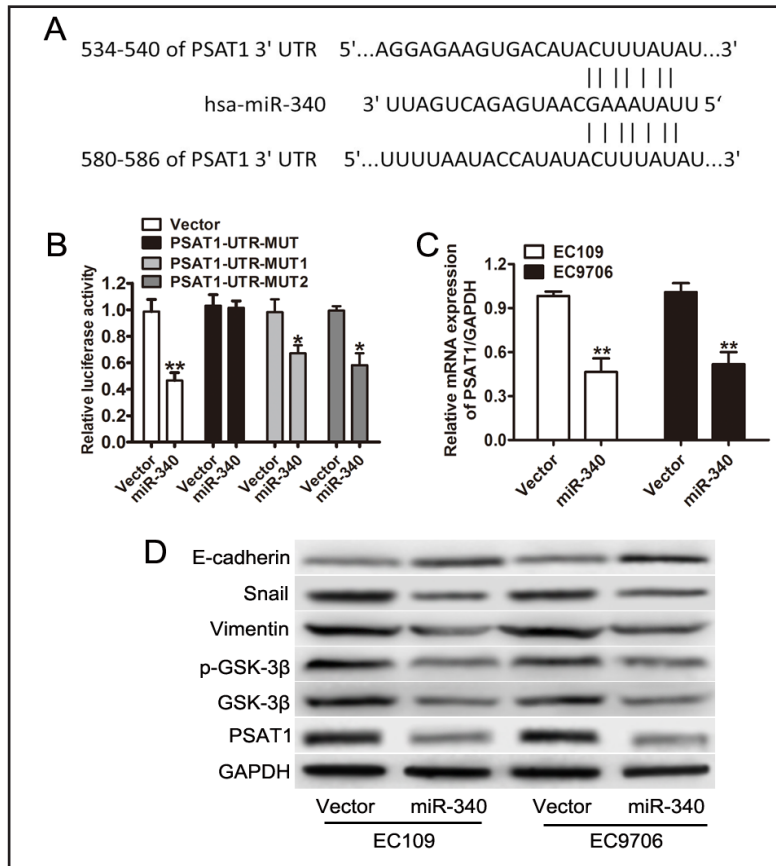 A
534-540 of PSAT1 3' UTR 5'...AGGAGAAGUGACAUACUUUAUAU...3'
hsa-miR-340 3' UUAGUCAGAGUAACGAAAUAUU 5‘
580-586 of PSAT1 3' UTR 5'...UUUUAAUACCAUAUACUUUAUAU...3'
B
Vector
PSAT1-UTR-MUT
PSAT1-UTR-MUT1
PSAT1-UTR-MUT2
Relative luciferase activity
1.2
1.0
0.8
0.6
0.4
0.2
0.0
** * *
Vector miR-340 Vector miR-340 Vector miR-340 Vector miR-340
C
EC109
EC9706
Relative mRNA expression
of PSAT1/GAPDH
1.2
0.9
0.6
0.3
0.0
** **
Vector miR-340 Vector miR-340
D
E-cadherin
Snail
Vimentin
p-GSK-3β
GSK-3β
PSAT1
GAPDH
Vector miR-340 Vector miR-340
EC109 EC9706